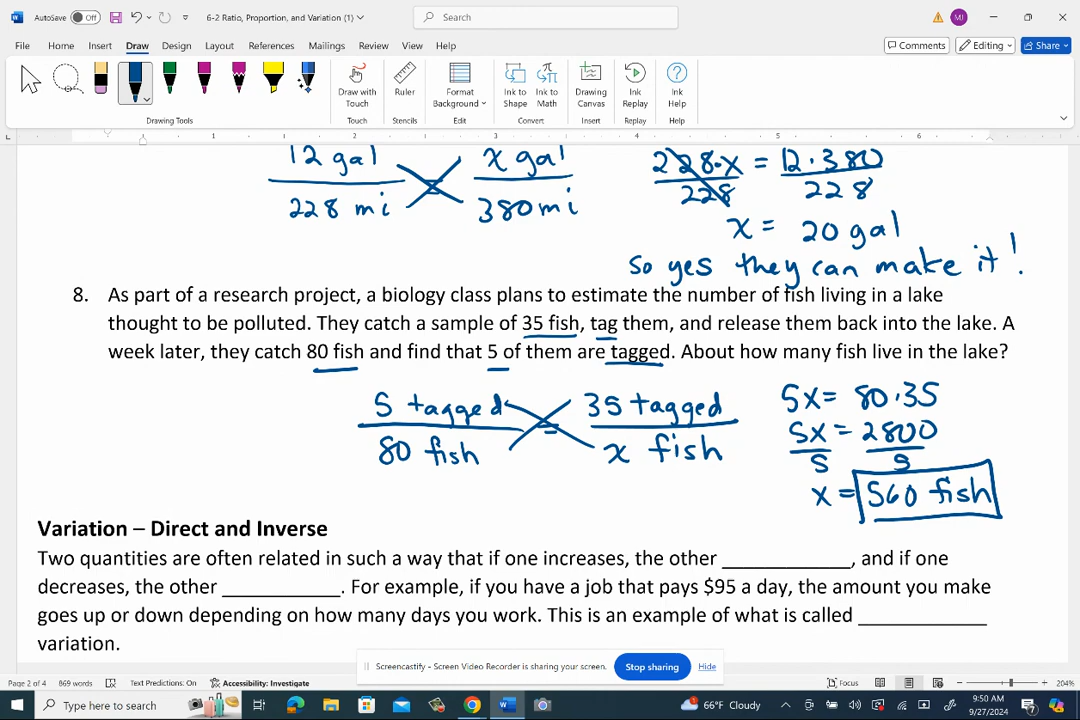 AutoSave Off 6-2 Ratio, Proportion, and Variation (1) Search MJ
File Home Insert Draw Design Layout References Mailings Review View Help Comments Editing Share
Draw with Touch Ruler Format Background Ink to Shape Ink to Math Drawing Canvas Ink Replay Ink Help
Drawing Tools Touch Stencils Edit Convert Insert Replay Help
1 2 3 4 5 6
12 gal x gal 228·x = 12·380
228 mi = 380 mi 228 228
x = 20 gal
so yes they can make it!
8. As part of a research project, a biology class plans to estimate the number of fish living in a lake
thought to be polluted. They catch a sample of 35 fish, tag them, and release them back into the lake. A
week later, they catch 80 fish and find that 5 of them are tagged. About how many fish live in the lake?
5 tagged = 35 tagged 5x = 80·35
80 fish x fish 5x = 2800
5 5
x = 560 fish
Variation – Direct and Inverse
Two quantities are often related in such a way that if one increases, the other _____________, and if one
decreases, the other ____________. For example, if you have a job that pays $95 a day, the amount you make
goes up or down depending on how many days you work. This is an example of what is called _____________
variation.
Screencastify - Screen Video Recorder is sharing your screen. Stop sharing Hide
Page 2 of 4 869 words Text Predictions: On Accessibility: Investigate Focus 204%
Type here to search 66°F Cloudy 9:50 AM
9/27/2024